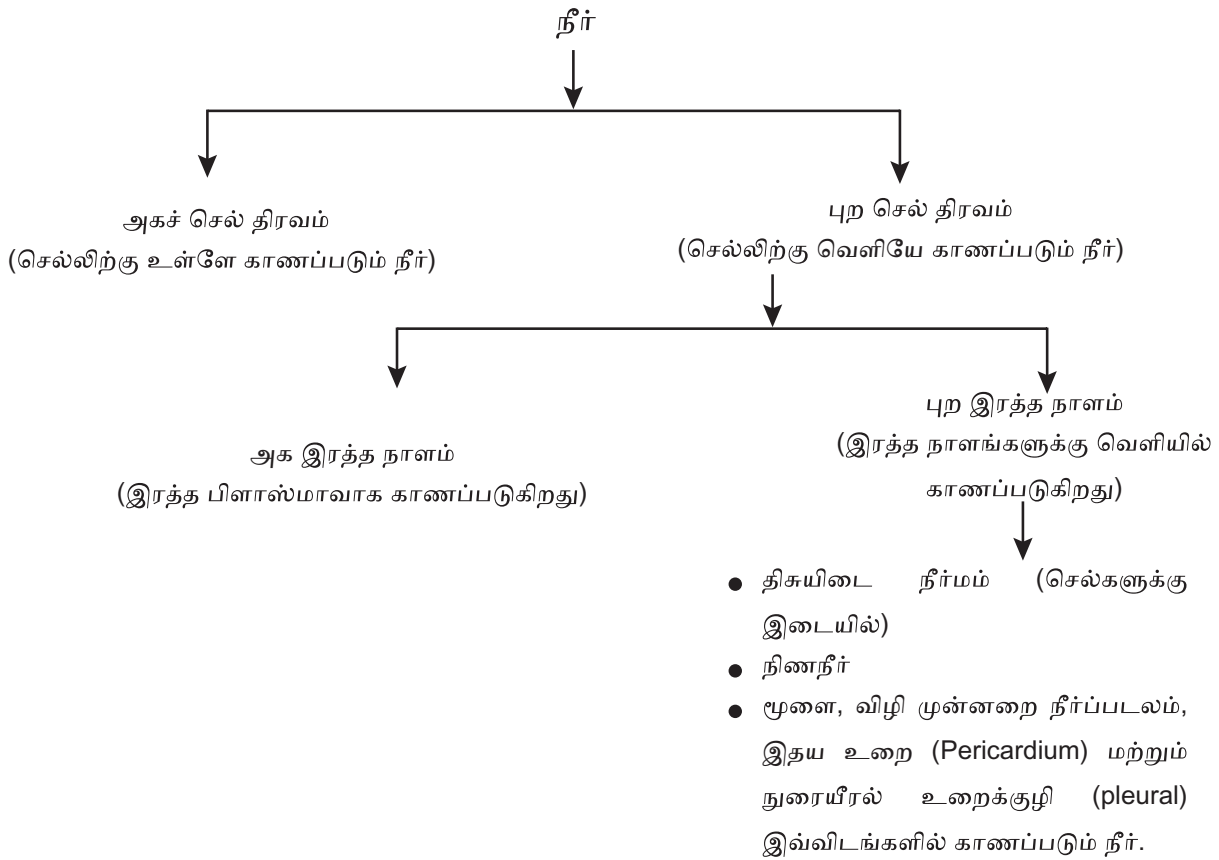 நீர்
அகச் செல் திரவம்
(செல்லிற்கு உள்ளே காணப்படும் நீர்)
புற செல் திரவம்
(செல்லிற்கு வெளியே காணப்படும் நீர்)
அக இரத்த நாளம்
(இரத்த பிளாஸ்மாவாக காணப்படுகிறது)
புற இரத்த நாளம்
(இரத்த நாளங்களுக்கு வெளியில்
காணப்படுகிறது)
● திசுயிடை நீர்மம் (செல்களுக்கு
இடையில்)
● நிணநீர்
● மூளை, விழி முன்னறை நீர்ப்படலம்,
இதய உறை (Pericardium) மற்றும்
நுரையீரல் உறைக்குழி (pleural)
இவ்விடங்களில் காணப்படும் நீர்.